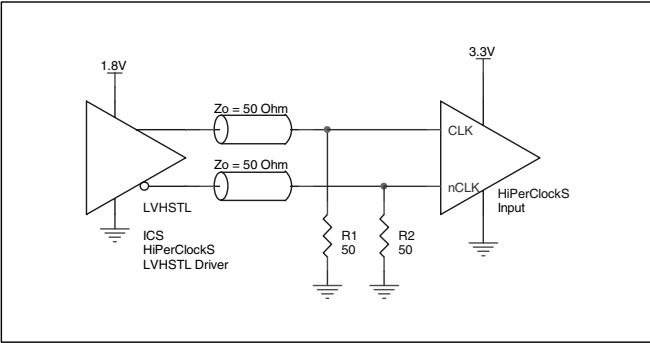 3.3V
1.8V
Zo = 50 Ohm
CLK
Zo = 50 Ohm
nCLK
HiPerClockS
Input
LVHSTL
ICS
HiPerClockS
LVHSTL Driver
R1
50
R2
50